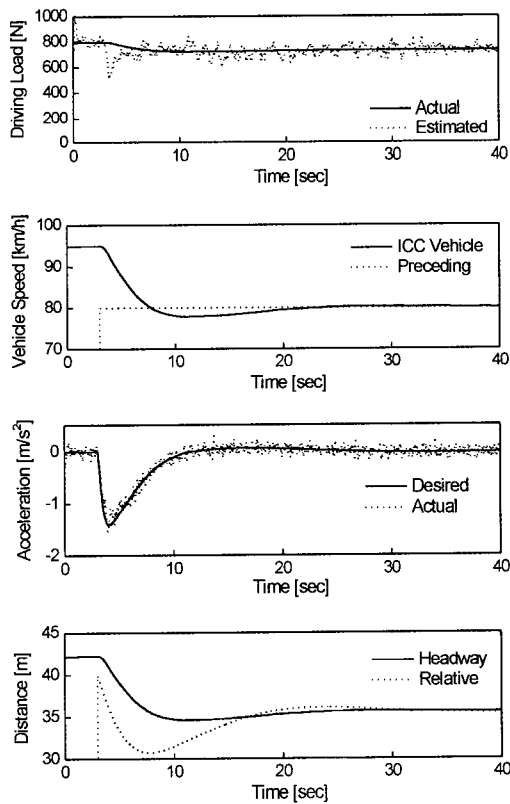 Driving Load [N]
1000
800
600
400
200
0
Actual
Estimated
0 10 20 30 40
Time [sec]
Vehicle Speed [km/h]
100
90
80
70
ICC Vehicle
Preceding
0 10 20 30 40
Time [sec]
Acceleration [m/s²]
1
0
-1
-2
Desired
Actual
0 10 20 30 40
Time [sec]
Distance [m]
45
40
35
30
Headway
Relative
0 10 20 30 40
Time [sec]